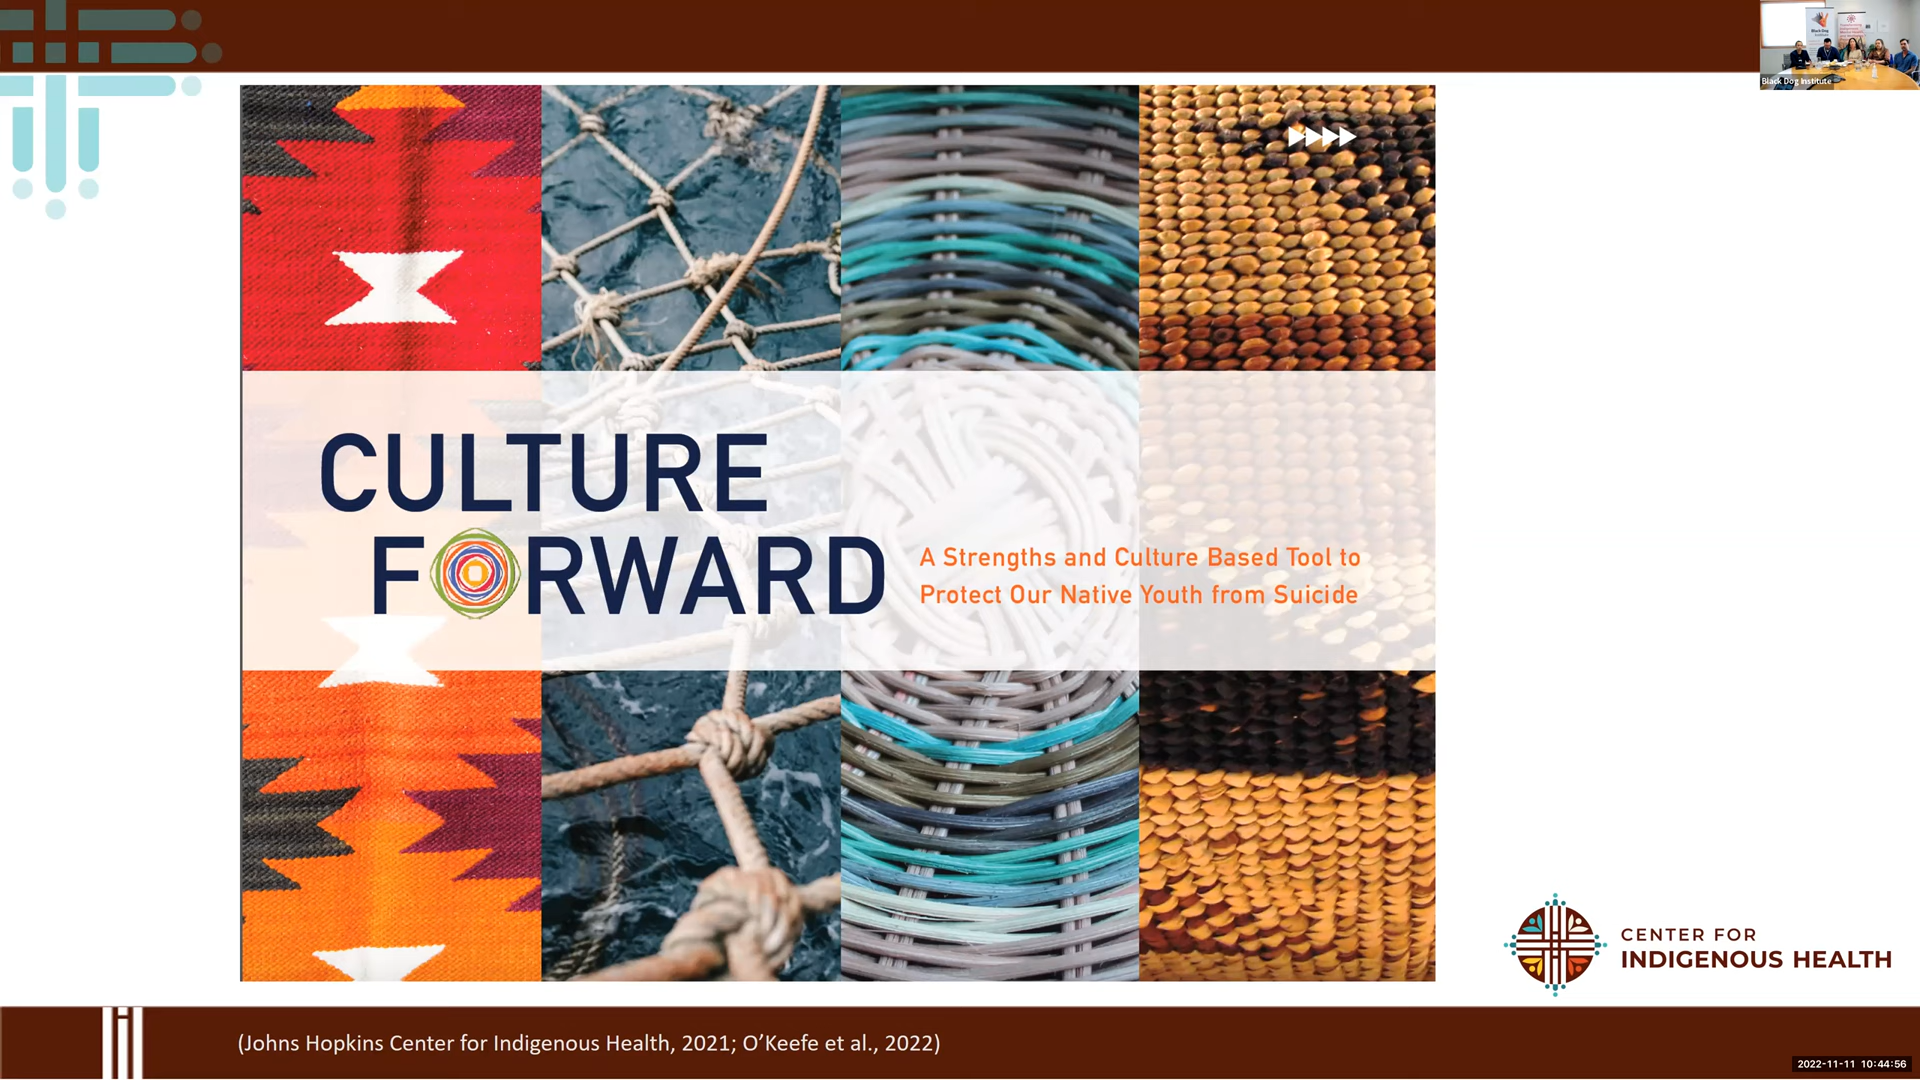 Black Dog Institute
CULTURE
FORWARD
A Strengths and Culture Based Tool to
Protect Our Native Youth from Suicide
CENTER FOR
INDIGENOUS HEALTH
(Johns Hopkins Center for Indigenous Health, 2021; O’Keefe et al., 2022)
2022-11-11 10:44:56